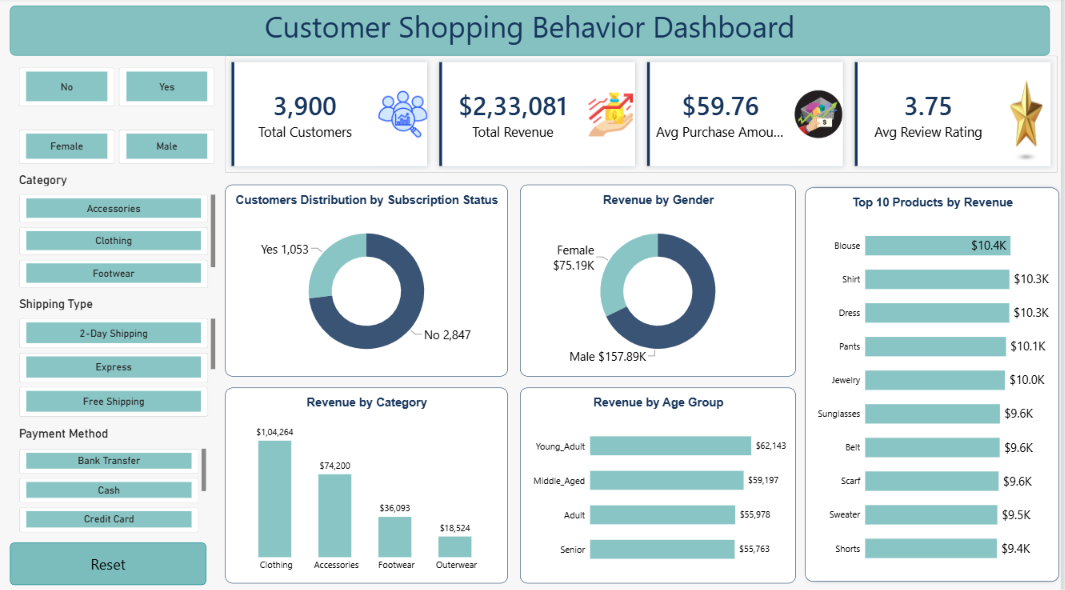 Customer Shopping Behavior Dashboard
No
Yes
Female
Male
Category
Accessories
Clothing
Footwear
Shipping Type
2-Day Shipping
Express
Free Shipping
Payment Method
Bank Transfer
Cash
Credit Card
Reset
3,900
Total Customers
$2,33,081
Total Revenue
$59.76
Avg Purchase Amou...
3.75
Avg Review Rating
Customers Distribution by Subscription Status
Yes 1,053
No 2,847
Revenue by Gender
Female
$75.19K
Male $157.89K
Revenue by Category
$1,04,264
$74,200
$36,093
$18,524
Clothing
Accessories
Footwear
Outerwear
Revenue by Age Group
Young_Adult $62,143
Middle_Aged $59,197
Adult $55,978
Senior $55,763
Top 10 Products by Revenue
Blouse $10.4K
Shirt $10.3K
Dress $10.3K
Pants $10.1K
Jewelry $10.0K
Sunglasses $9.6K
Belt $9.6K
Scarf $9.6K
Sweater $9.5K
Shorts $9.4K